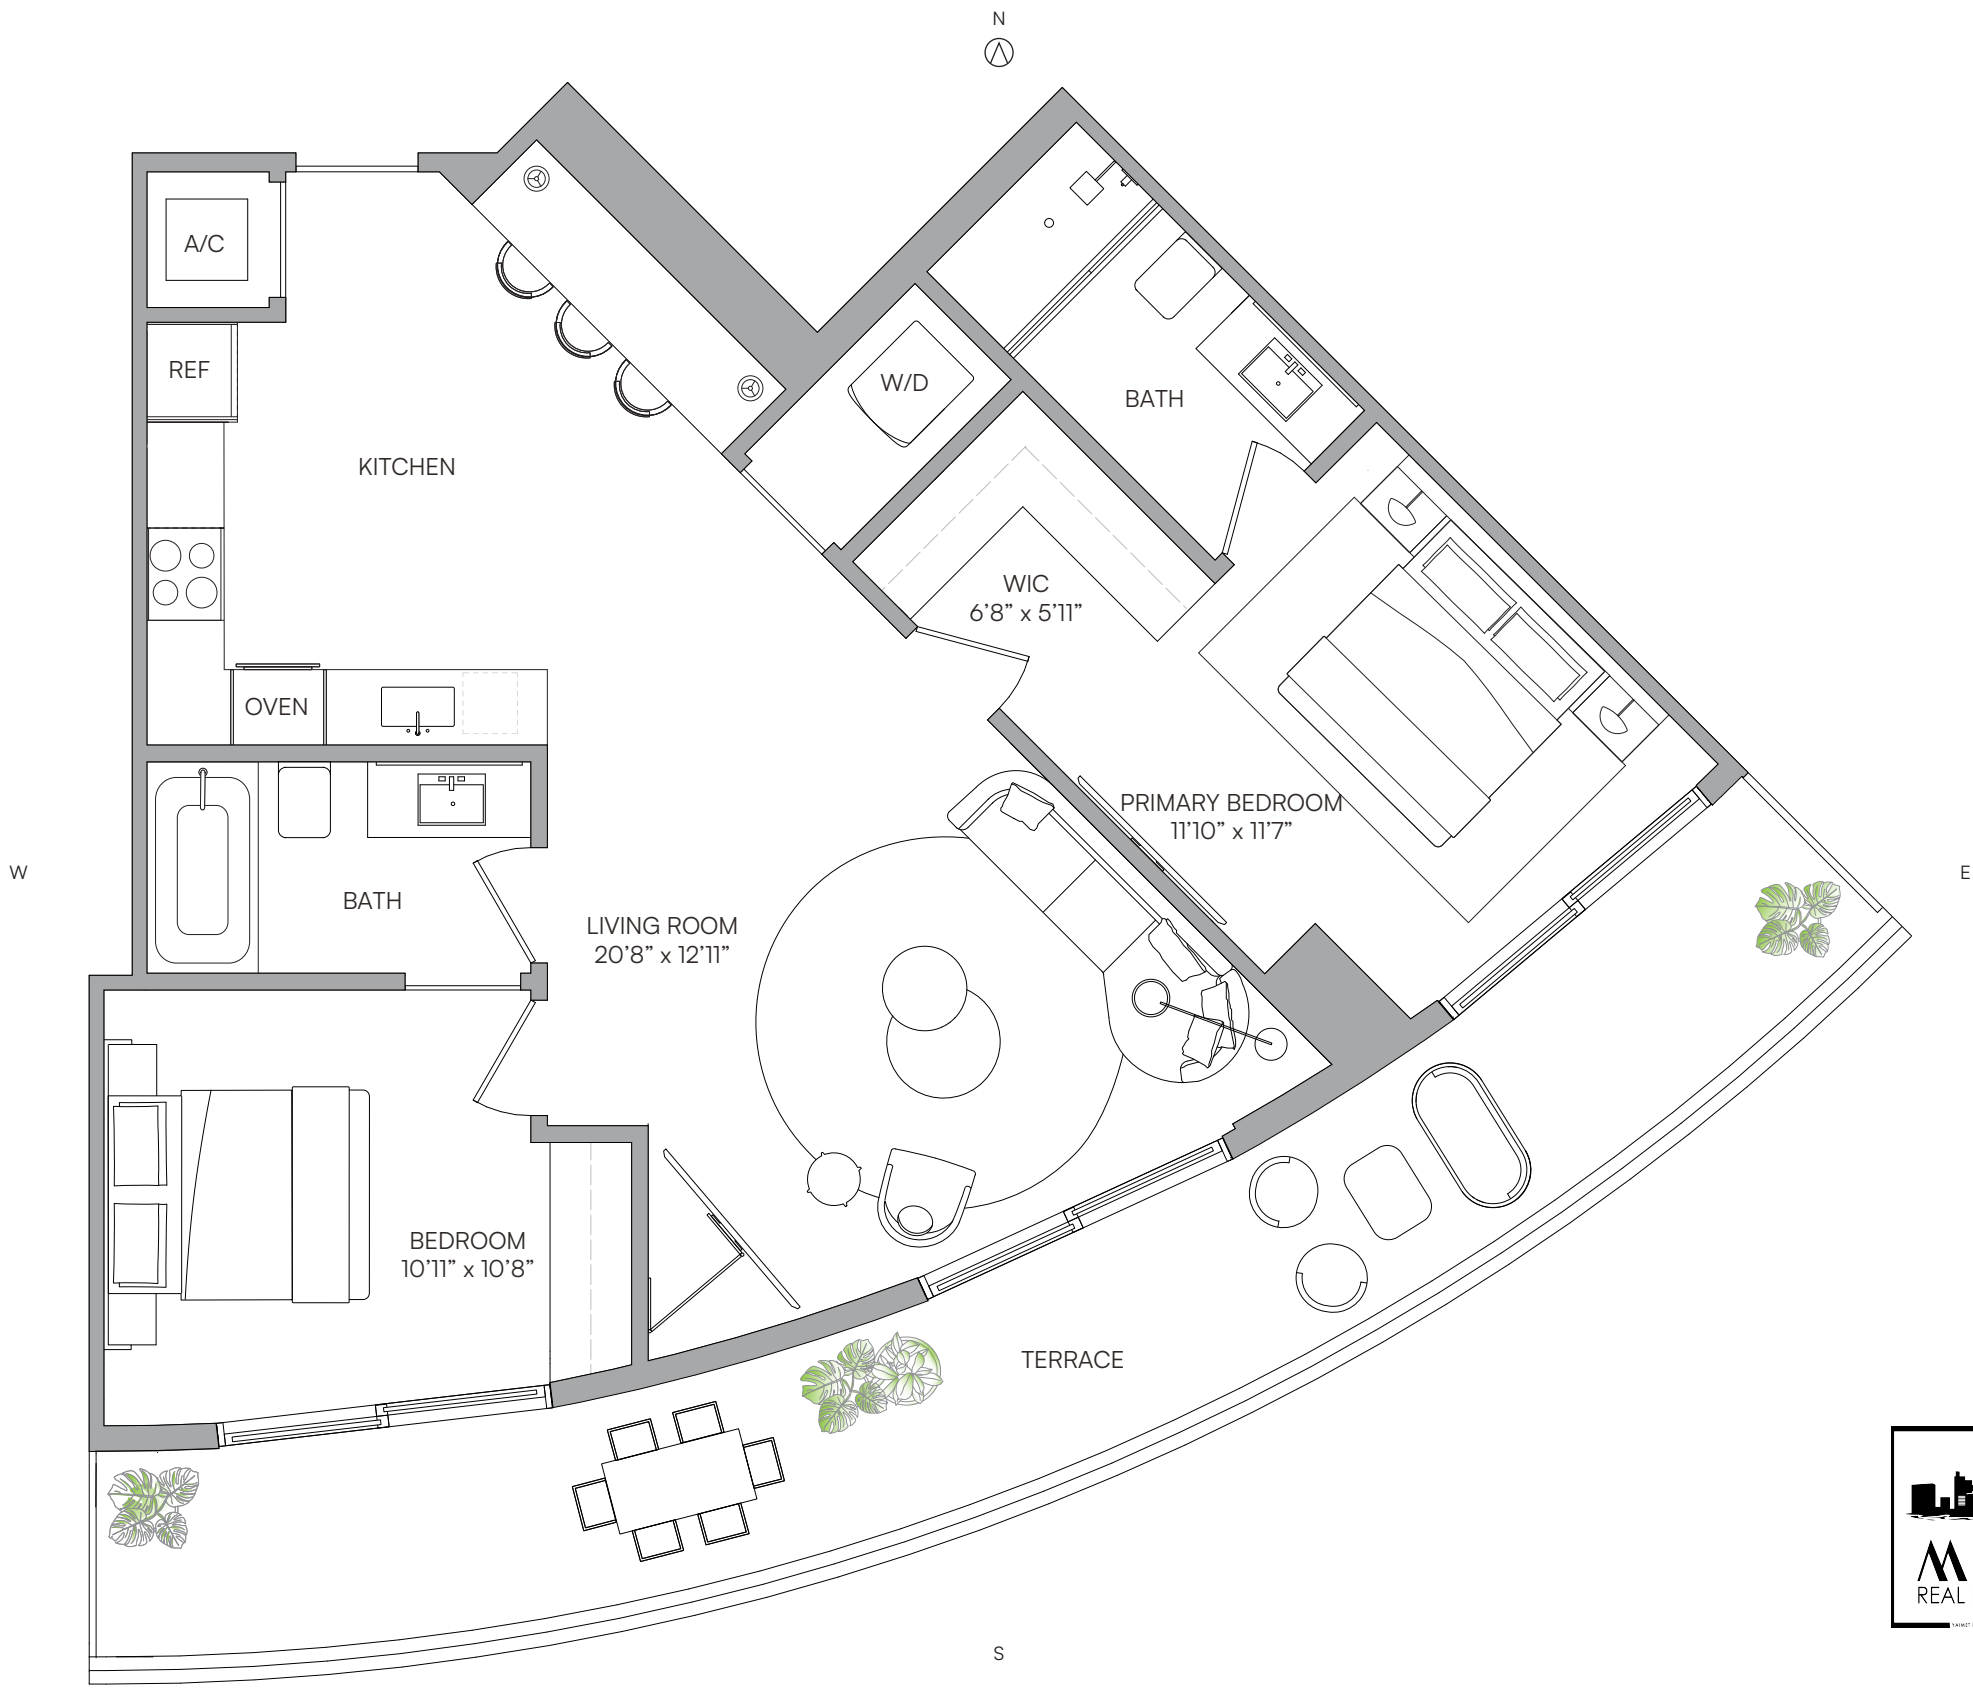 N
A/C
REF
W/D
BATH
KITCHEN
WIC
6’8” x 5’11”
OVEN
PRIMARY BEDROOM
11’10” x 11’7”
W
E
BATH
LIVING ROOM
20’8” x 12’11”
BEDROOM
10’11” x 10’8”
TERRACE
REAL
S